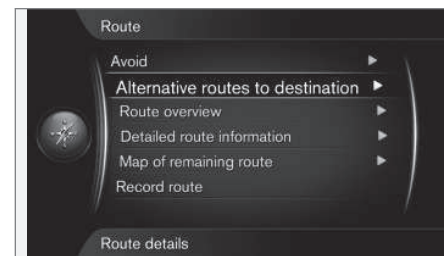 Route
Avoid
Alternative routes to destination
Route overview
Detailed route information
Map of remaining route
Record route
Route details